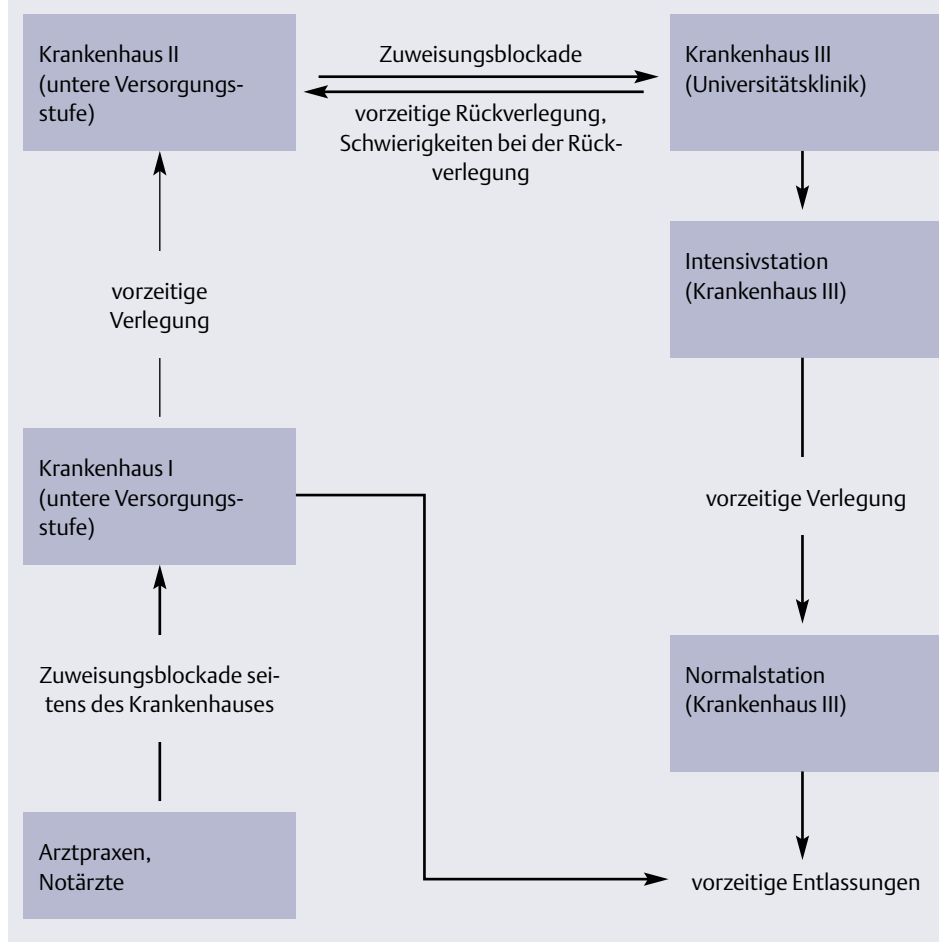 Krankenhaus II
(untere Versorgungs-
stufe)
Zuweisungsblockade
vorzeitige Rückverlegung,
Schwierigkeiten bei der Rück-
verlegung
Krankenhaus III
(Universitätsklinik)
Intensivstation
(Krankenhaus III)
vorzeitige
Verlegung
Krankenhaus I
(untere Versorgungs-
stufe)
vorzeitige Verlegung
Zuweisungsblockade sei-
tens des Krankenhauses
Normalstation
(Krankenhaus III)
Arztpraxen,
Notärzte
vorzeitige Entlassungen